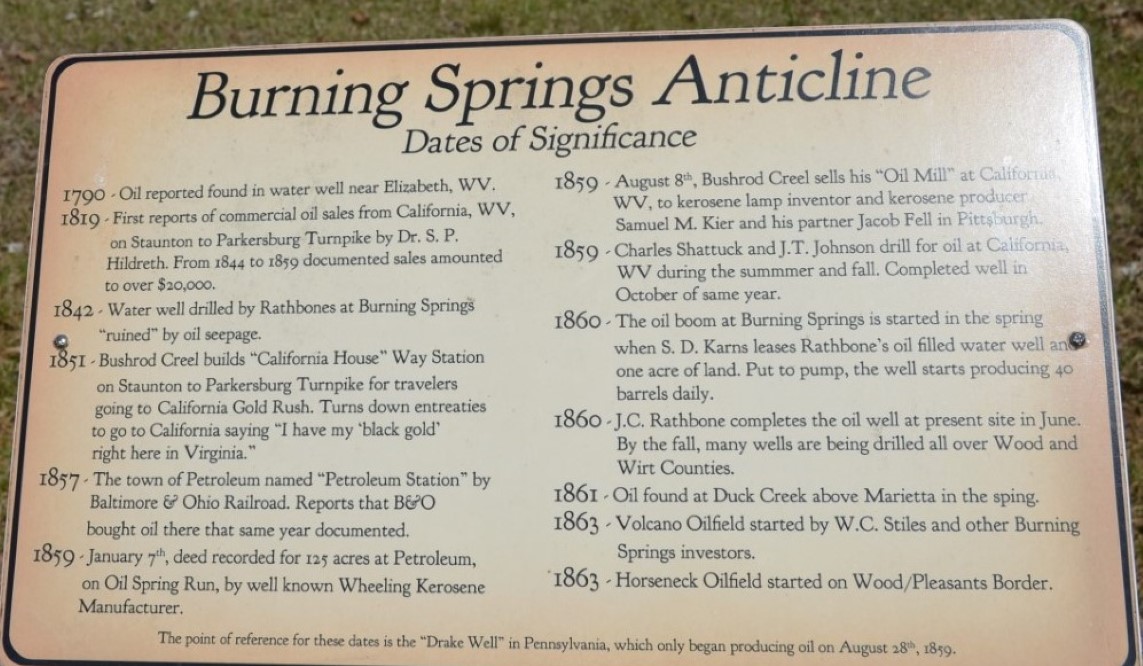 Burning Springs Anticline
Dates of Significance
1790 - Oil reported found in water well near Elizabeth, WV.
1819 - First reports of commercial oil sales from California, WV,
on Staunton to Parkersburg Turnpike by Dr. S. P.
Hildreth. From 1844 to 1859 documented sales amounted
to over $20,000.
1842 - Water well drilled by Rathbones at Burning Springs
"ruined" by oil seepage.
1851 - Bushrod Creel builds "California House" Way Station
on Staunton to Parkersburg Turnpike for travelers
going to California Gold Rush. Turns down entreaties
to go to California saying "I have my 'black gold'
right here in Virginia."
1857 - The town of Petroleum named "Petroleum Station" by
Baltimore & Ohio Railroad. Reports that B&O
bought oil there that same year documented.
1859 - January 7th, deed recorded for 125 acres at Petroleum,
on Oil Spring Run, by well known Wheeling Kerosene
Manufacturer.
1859 - August 8th, Bushrod Creel sells his "Oil Mill" at California,
WV, to kerosene lamp inventor and kerosene producer
Samuel M. Kier and his partner Jacob Fell in Pittsburgh.
1859 - Charles Shattuck and J.T. Johnson drill for oil at California,
WV during the summmer and fall. Completed well in
October of same year.
1860 - The oil boom at Burning Springs is started in the spring
when S. D. Karns leases Rathbone's oil filled water well and
one acre of land. Put to pump, the well starts producing 40
barrels daily.
1860 - J.C. Rathbone completes the oil well at present site in June.
By the fall, many wells are being drilled all over Wood and
Wirt Counties.
1861 - Oil found at Duck Creek above Marietta in the sping.
1863 - Volcano Oilfield started by W.C. Stiles and other Burning
Springs investors.
1863 - Horseneck Oilfield started on Wood/Pleasants Border.
The point of reference for these dates is the "Drake Well" in Pennsylvania, which only began producing oil on August 28th, 1859.